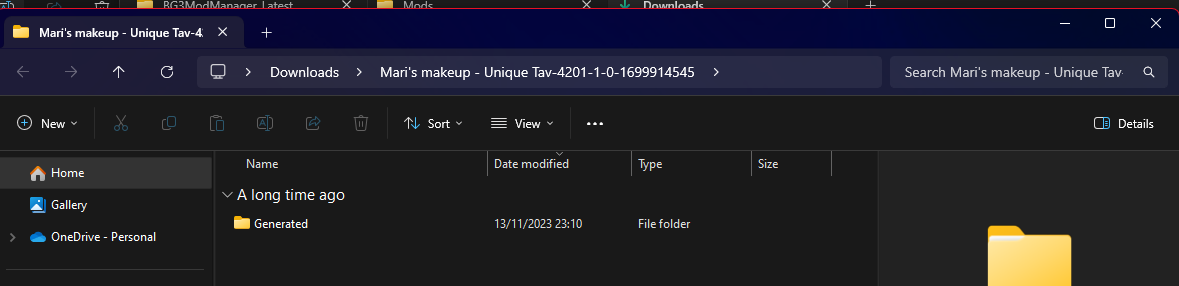 BG3ModManager_Latest
Mods
Downloads
Mari's makeup - Unique Tav-42
Downloads
Mari's makeup - Unique Tav-4201-1-0-1699914545
Search Mari's makeup - Unique Tav-
New
Sort
View
Details
Home
Gallery
OneDrive - Personal
Name
Date modified
Type
Size
A long time ago
Generated
13/11/2023 23:10
File folder